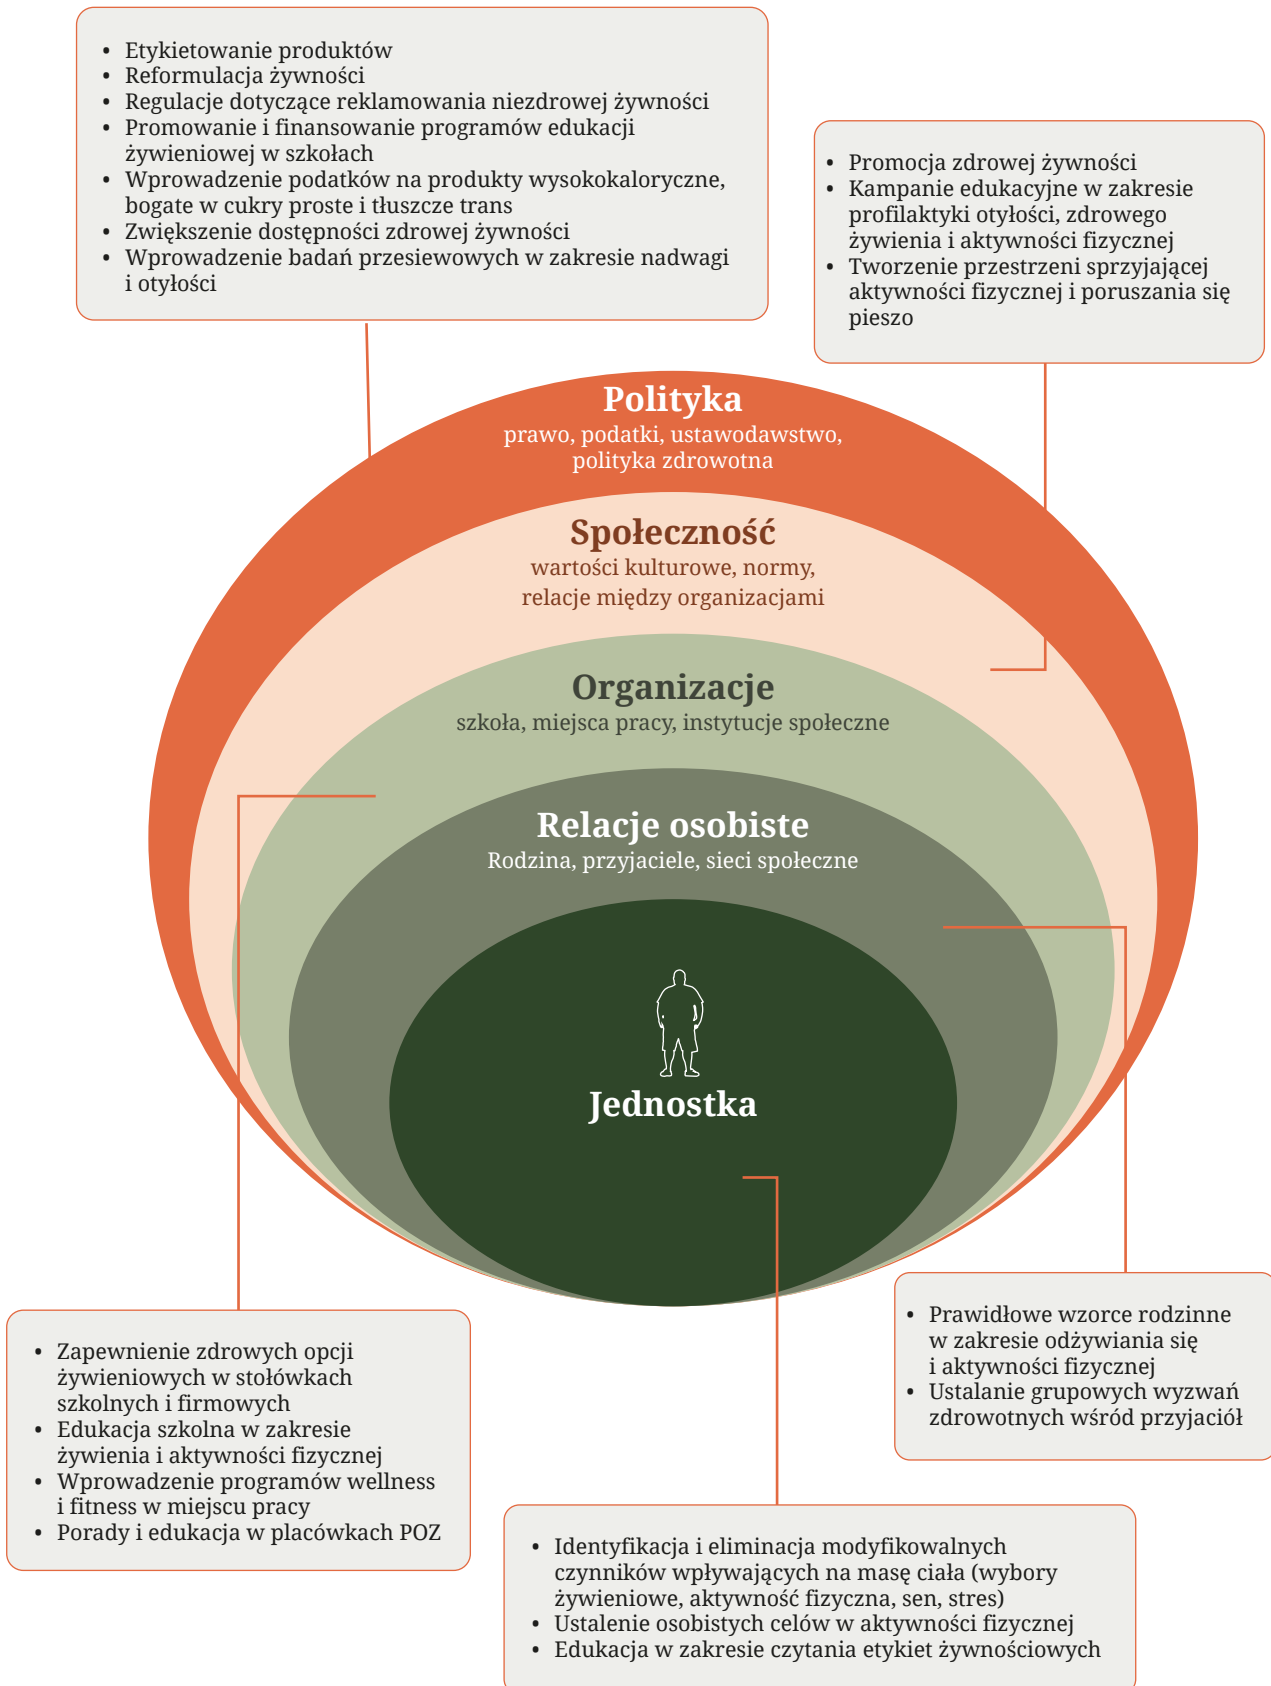 • Etykietowanie produktów
• Reformulacja żywności
• Regulacje dotyczące reklamowania niezdrowej żywności
• Promowanie i finansowanie programów edukacji
żywieniowej w szkołach
• Wprowadzenie podatków na produkty wysokokaloryczne,
bogate w cukry proste i tłuszcze trans
• Zwiększenie dostępności zdrowej żywności
• Wprowadzenie badań przesiewowych w zakresie nadwagi
i otyłości
• Promocja zdrowej żywności
• Kampanie edukacyjne w zakresie
profilaktyki otyłości, zdrowego
żywienia i aktywności fizycznej
• Tworzenie przestrzeni sprzyjającej
aktywności fizycznej i poruszania się
pieszo
Polityka
prawo, podatki, ustawodawstwo,
polityka zdrowotna
Społeczność
wartości kulturowe, normy,
relacje między organizacjami
Organizacje
szkoła, miejsca pracy, instytucje społeczne
Relacje osobiste
Rodzina, przyjaciele, sieci społeczne
Jednostka
• Prawidłowe wzorce rodzinne
w zakresie odżywiania się
i aktywności fizycznej
• Ustalanie grupowych wyzwań
zdrowotnych wśród przyjaciół
• Zapewnienie zdrowych opcji
żywieniowych w stołówkach
szkolnych i firmowych
• Edukacja szkolna w zakresie
żywienia i aktywności fizycznej
• Wprowadzenie programów wellness
i fitness w miejscu pracy
• Porady i edukacja w placówkach POZ
• Identyfikacja i eliminacja modyfikowalnych
czynników wpływających na masę ciała (wybory
żywieniowe, aktywność fizyczna, sen, stres)
• Ustalenie osobistych celów w aktywności fizycznej
• Edukacja w zakresie czytania etykiet żywnościowych